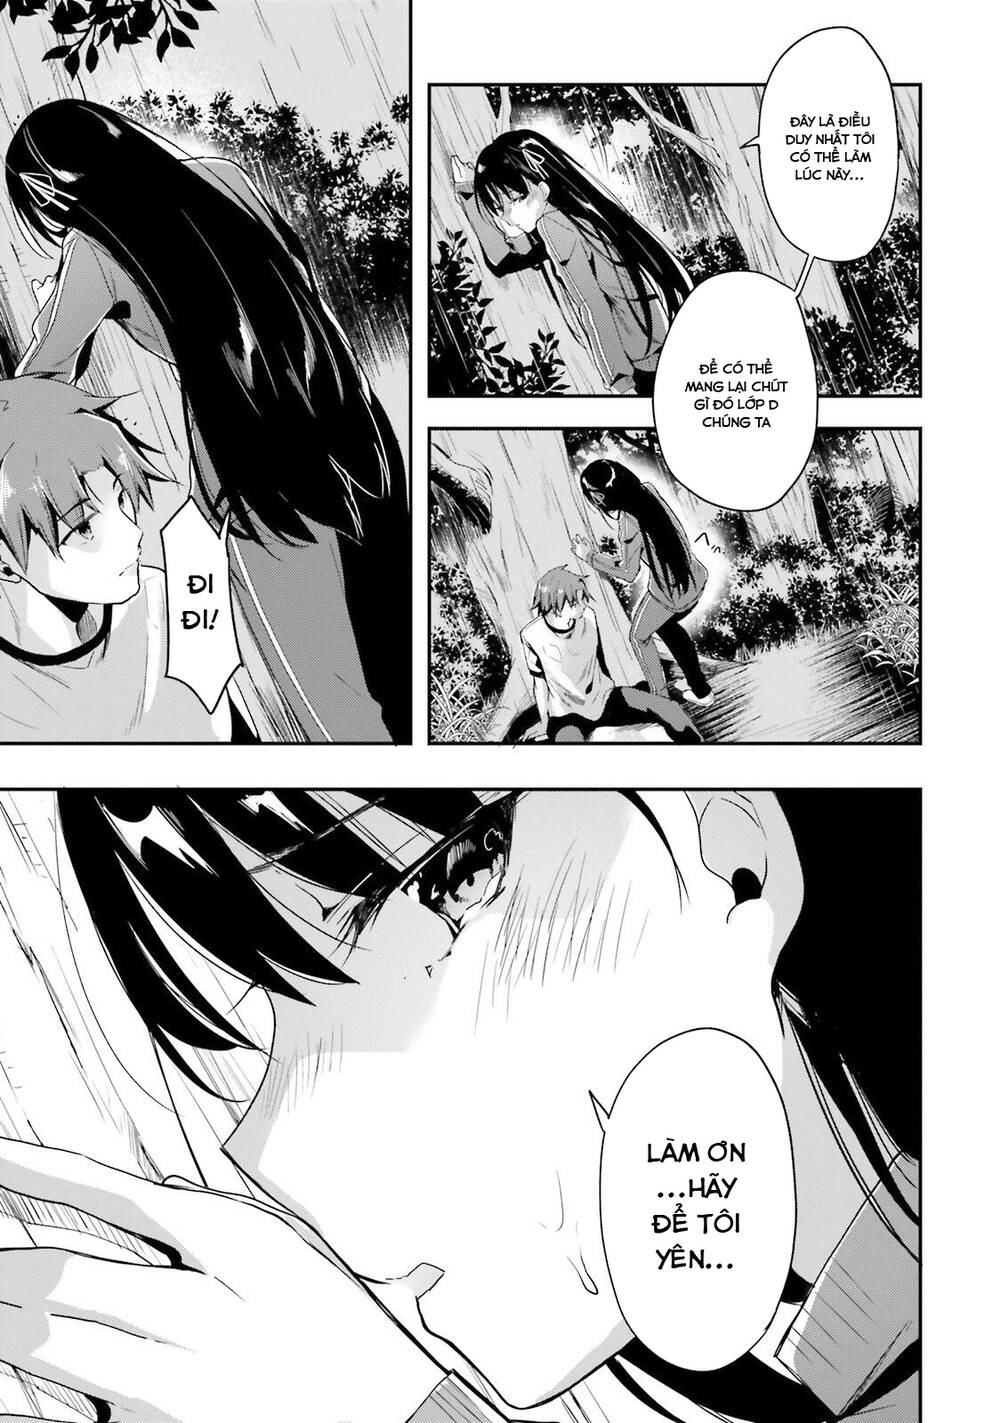 ĐÂY LÀ ĐIỀU
DUY NHẤT TÔI
CÓ THỂ LÀM
LÚC NÀY...
ĐỂ CÓ THỂ
MANG LẠI CHÚT
GÌ ĐÓ LỚP D
CHÚNG TA
ĐI
ĐI!
LÀM ƠN
...HÃY
ĐỂ TÔI
YÊN...